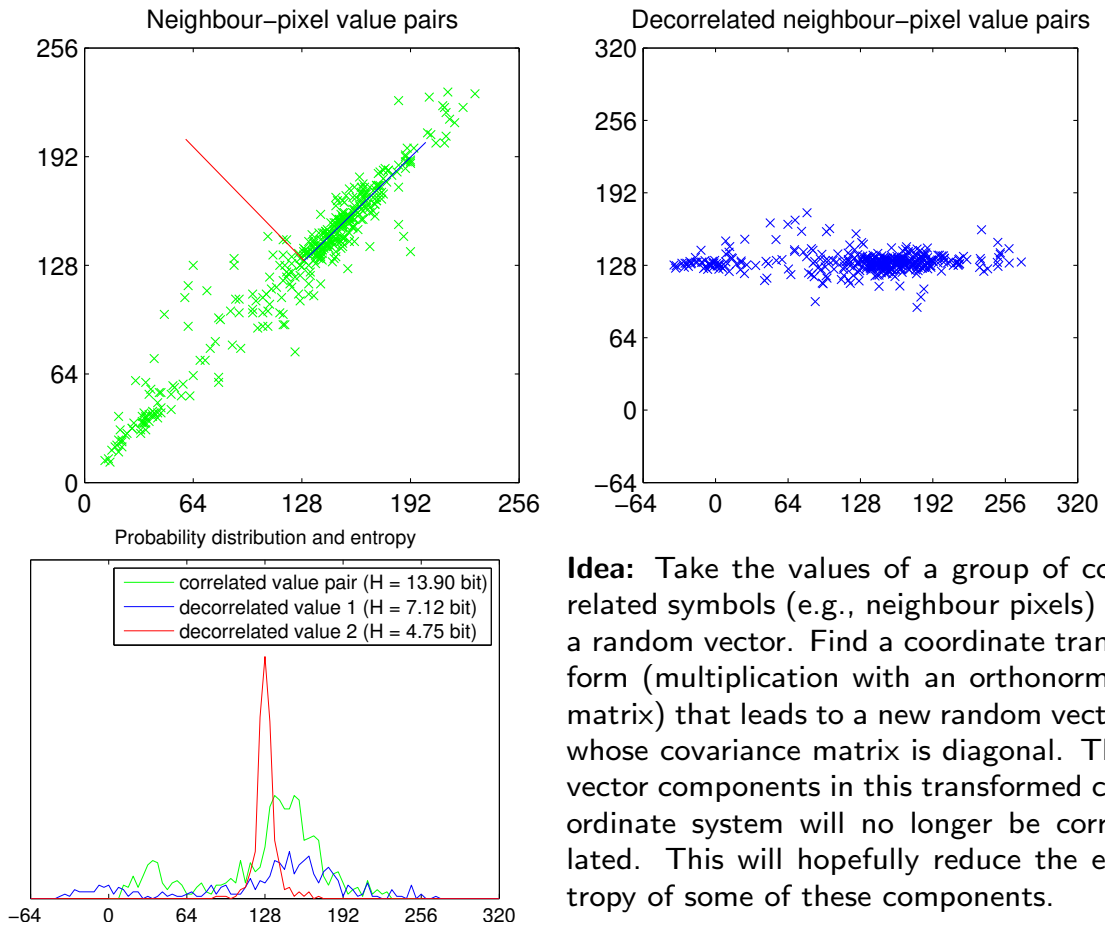 Neighbour−pixel value pairs
256
192
128
64
0
0 64 128 192 256
Decorrelated neighbour−pixel value pairs
320
256
192
128
64
0
−64
−64 0 64 128 192 256 320
Probability distribution and entropy
correlated value pair (H = 13.90 bit)
decorrelated value 1 (H = 7.12 bit)
decorrelated value 2 (H = 4.75 bit)
−64 0 64 128 192 256 320
Idea: Take the values of a group of co
related symbols (e.g., neighbour pixels)
a random vector. Find a coordinate tran
form (multiplication with an orthonorm
matrix) that leads to a new random vect
whose covariance matrix is diagonal. Th
vector components in this transformed c
ordinate system will no longer be corr
lated. This will hopefully reduce the e
tropy of some of these components.